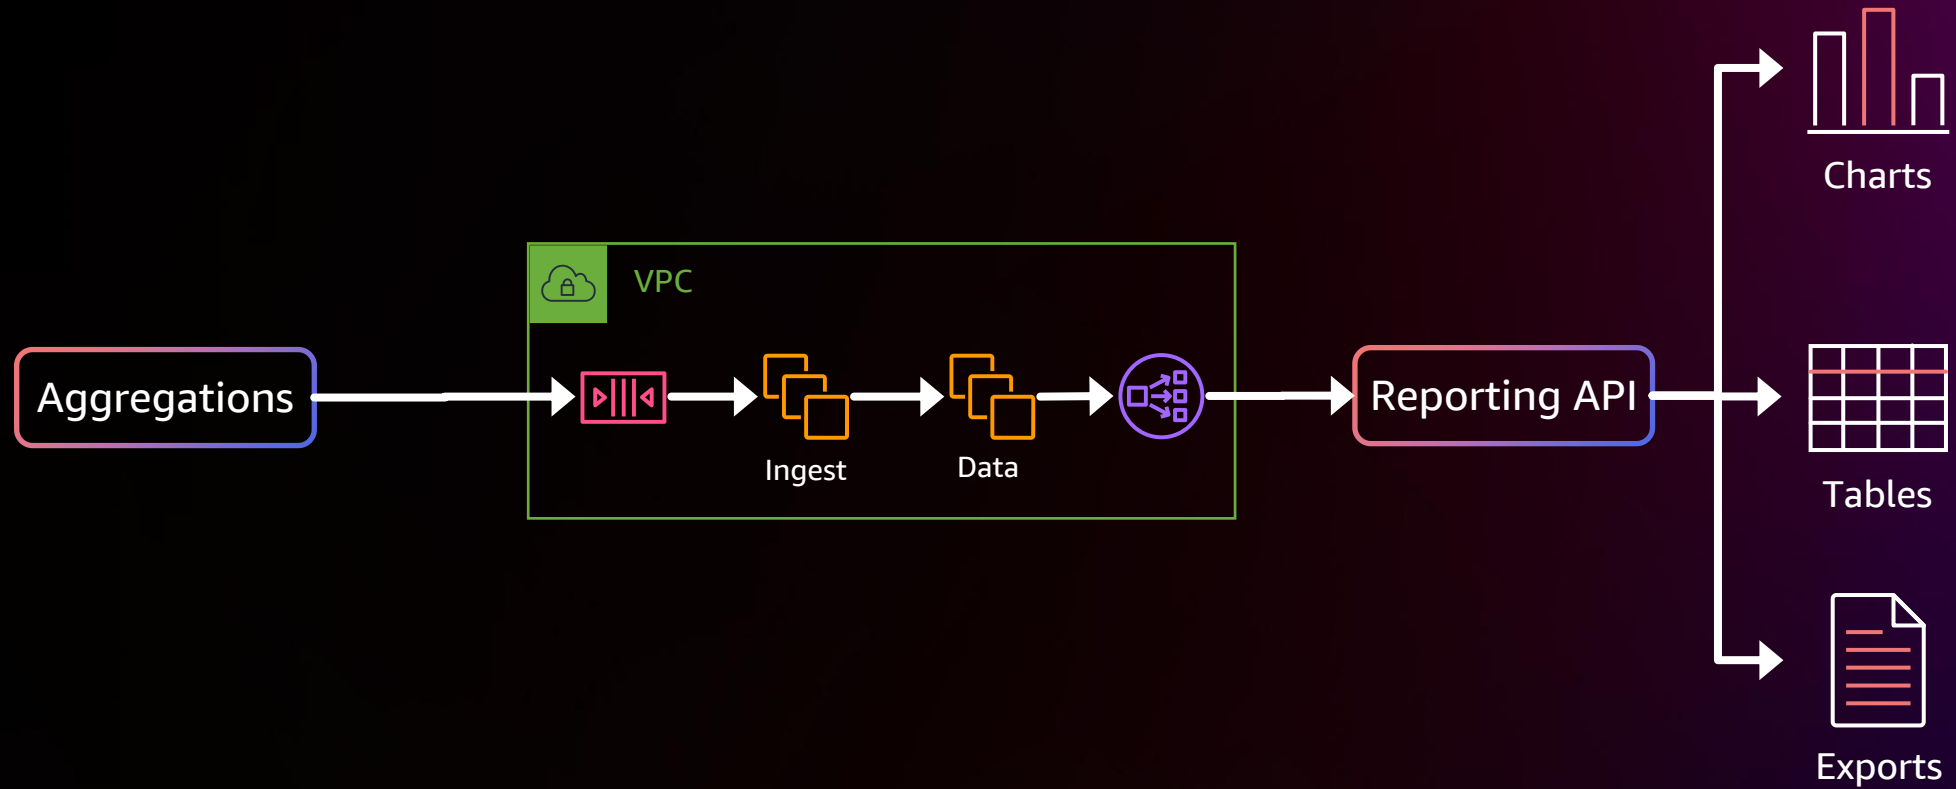 Charts
VPC
Aggregations
Ingest
Data
Reporting API
Tables
Exports